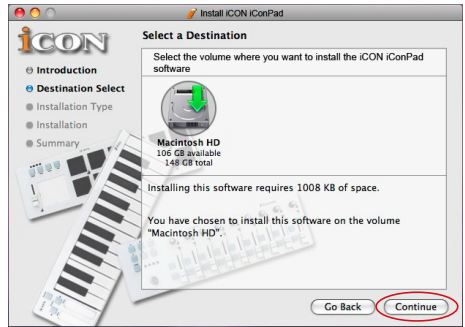 Install iCON iConPad
iCON
Select a Destination
Introduction
Destination Select
Installation Type
Installation
Summary
Select the volume where you want to install the iCON iConPad
software
Macintosh HD
106 GB available
148 GB total
Installing this software requires 1008 KB of space.
You have chosen to install this software on the volume
"Macintosh HD".
Go Back
Continue